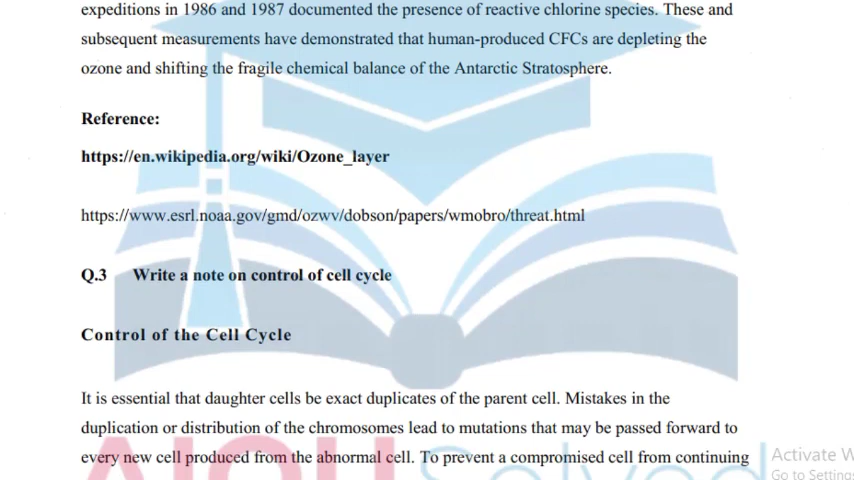 expeditions in 1986 and 1987 documented the presence of reactive chlorine species. These and
subsequent measurements have demonstrated that human-produced CFCs are depleting the
ozone and shifting the fragile chemical balance of the Antarctic Stratosphere.
Reference:
https://en.wikipedia.org/wiki/Ozone_layer
https://www.esrl.noaa.gov/gmd/ozwv/dobson/papers/wmobro/threat.html
Q.3 Write a note on control of cell cycle
Control of the Cell Cycle
It is essential that daughter cells be exact duplicates of the parent cell. Mistakes in the
duplication or distribution of the chromosomes lead to mutations that may be passed forward to
every new cell produced from the abnormal cell. To prevent a compromised cell from continuing
AIOU Solved
Activate W
Go to Settings